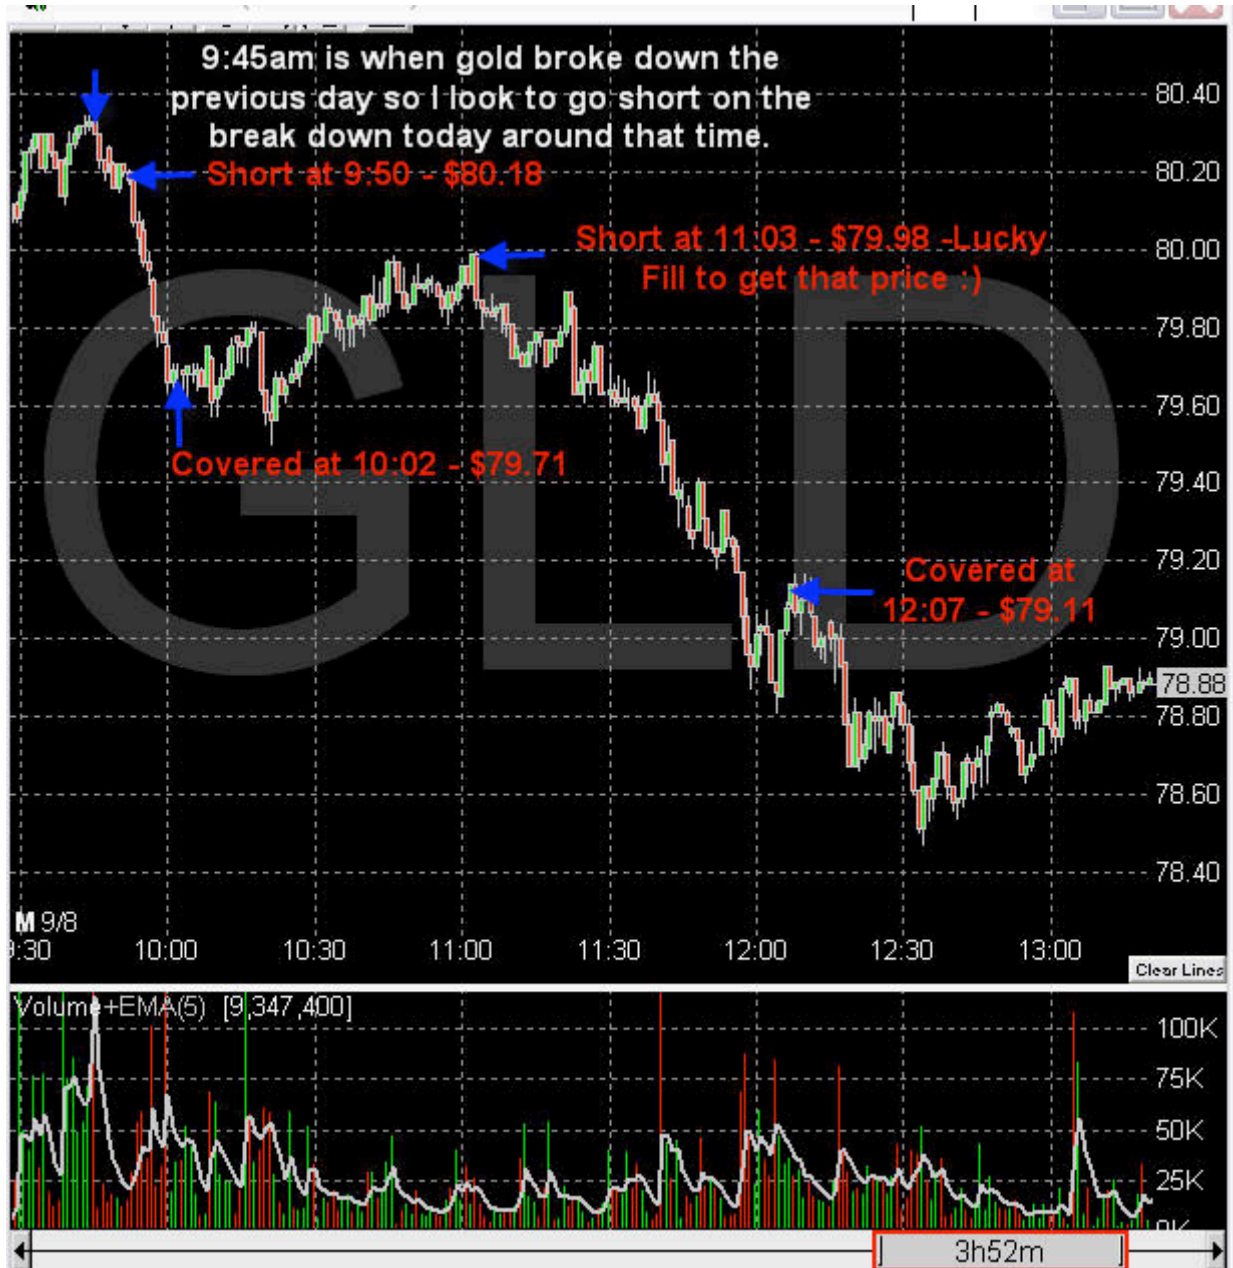 9:45am is when gold broke down the
previous day so I look to go short on the
break down today around that time.
80.40
Short at 9:50 - $80.18
80.20
Short at 11:03 - $79.98 -Lucky
Fill to get that price :)
80.00
79.80
79.60
Covered at 10:02 - $79.71
79.40
79.20
Covered at
12:07 - $79.11
79.00
78.88
78.80
78.60
78.40
GLD
M 9/8
9:30 10:00 10:30 11:00 11:30 12:00 12:30 13:00
Clear Lines
Volume+EMA(5) [9,347,400]
100K
75K
50K
25K
0K
3h52m